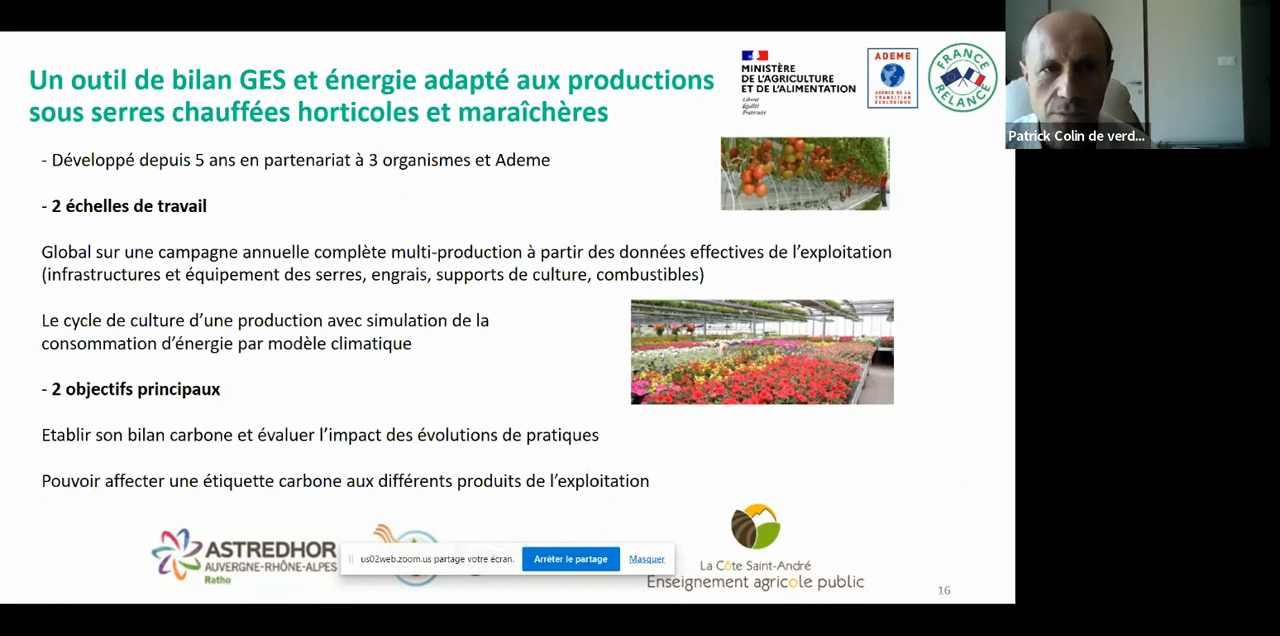 Un outil de bilan GES et énergie adapté aux productions
sous serres chauffées horticoles et maraîchères
MINISTÈRE
DE L'AGRICULTURE
ET DE L'ALIMENTATION
Liberté
Égalité
Fraternité
ADEME
AGENCE DE LA
TRANSITION
ÉCOLOGIQUE
FRANCE
RELANCE
Patrick Colin de verd...
- Développé depuis 5 ans en partenariat à 3 organismes et Ademe
- 2 échelles de travail
Global sur une campagne annuelle complète multi-production à partir des données effectives de l'exploitation
(infrastructures et équipement des serres, engrais, supports de culture, combustibles)
Le cycle de culture d'une production avec simulation de la
consommation d'énergie par modèle climatique
- 2 objectifs principaux
Etablir son bilan carbone et évaluer l'impact des évolutions de pratiques
Pouvoir affecter une étiquette carbone aux différents produits de l'exploitation
ASTREDHOR
AUVERGNE-RHÔNE-ALPES
Ratho
us02web.zoom.us partage votre écran.
Arrêter le partage
Masquer
La Côte Saint-André
Enseignement agricole public
16